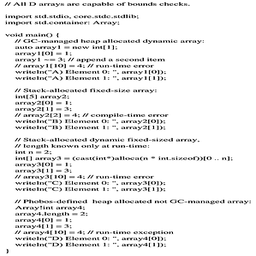 // All D arrays are capable of bounds checks.
import std.stdio, core.stdc.stdlib;
import std.container: Array;
void main() {
// GC-managed heap allocated dynamic array:
auto array1 = new int[1];
array1[0] = 1;
array1 ~= 3; // append a second item
// array1[10] = 4; // run-time error
writeln("A) Element 0: ", array1[0]);
writeln("A) Element 1: ", array1[1]);
// Stack-allocated fixed-size array:
int[5] array2;
array2[0] = 1;
array2[1] = 3;
// array2[2] = 4; // compile-time error
writeln("B) Element 0: ", array2[0]);
writeln("B) Element 1: ", array2[1]);
// Stack-allocated dynamic fixed-sized array,
// length known only at run-time:
int n = 2;
int[] array3 = (cast(int*)alloca(n * int.sizeof))[0 .. n];
array3[0] = 1;
array3[1] = 3;
// array3[10] = 4; // run-time error
writeln("C) Element 0: ", array3[0]);
writeln("C) Element 1: ", array3[1]);
// Phobos-defined heap allocated not GC-managed array:
Array!int array4;
array4.length = 2;
array4[0] = 1;
array4[1] = 3;
// array4[10] = 4; // run-time exception
writeln("D) Element 0: ", array4[0]);
writeln("D) Element 1: ", array4[1]);
}